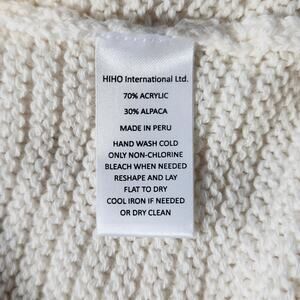 HIHO International Ltd.
70% ACRYLIC
30% ALPACA
MADE IN PERU
HAND WASH COLD
ONLY NON-CHLORINE
BLEACH WHEN NEEDED
RESHAPE AND LAY
FLAT TO DRY
COOL IRON IF NEEDED
OR DRY CLEAN